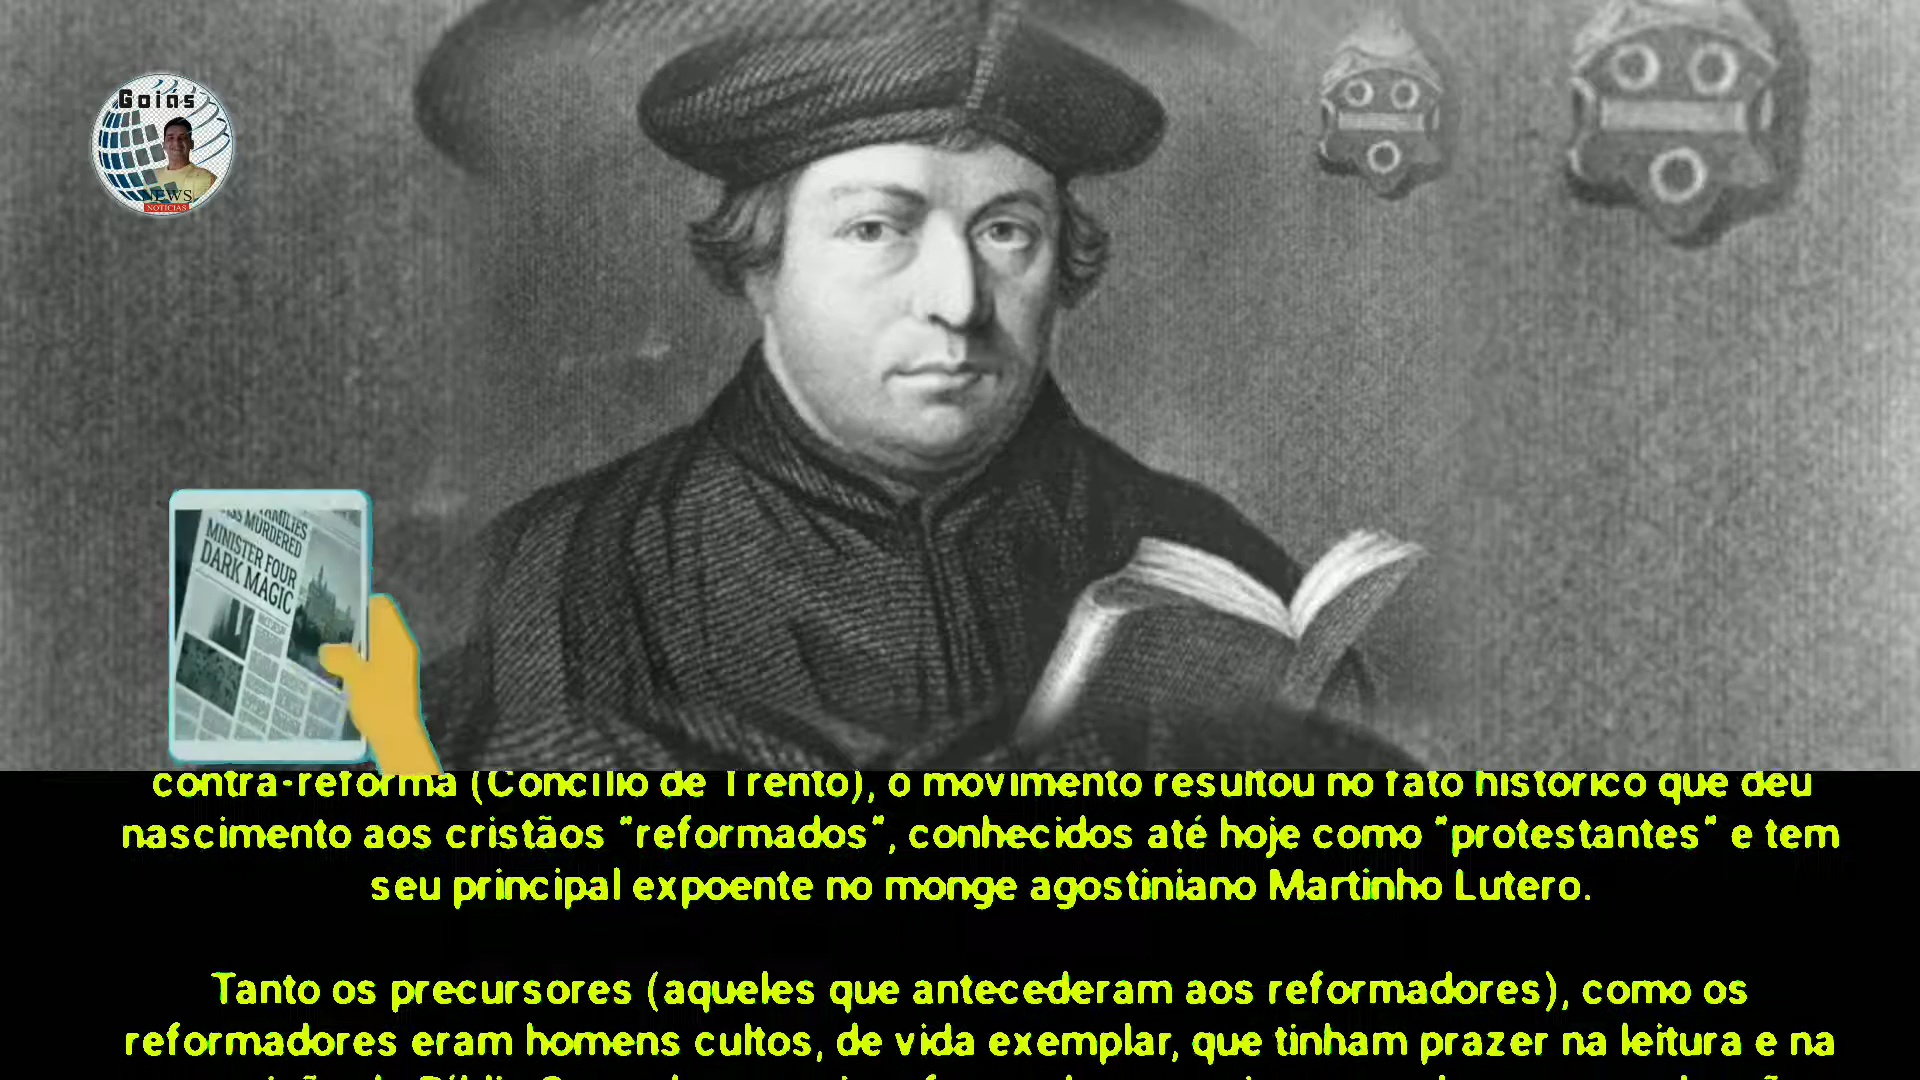 Goiás
NEWS
NOTÍCIAS
FAMILIES
MURDERED
MINISTER FOUR
DARK MAGIC
contra-reforma (Concílio de Trento), o movimento resultou no fato histórico que deu
nascimento aos cristãos "reformados", conhecidos até hoje como "protestantes" e tem
seu principal expoente no monge agostiniano Martinho Lutero.
Tanto os precursores (aqueles que antecederam aos reformadores), como os
reformadores eram homens cultos, de vida exemplar, que tinham prazer na leitura e na